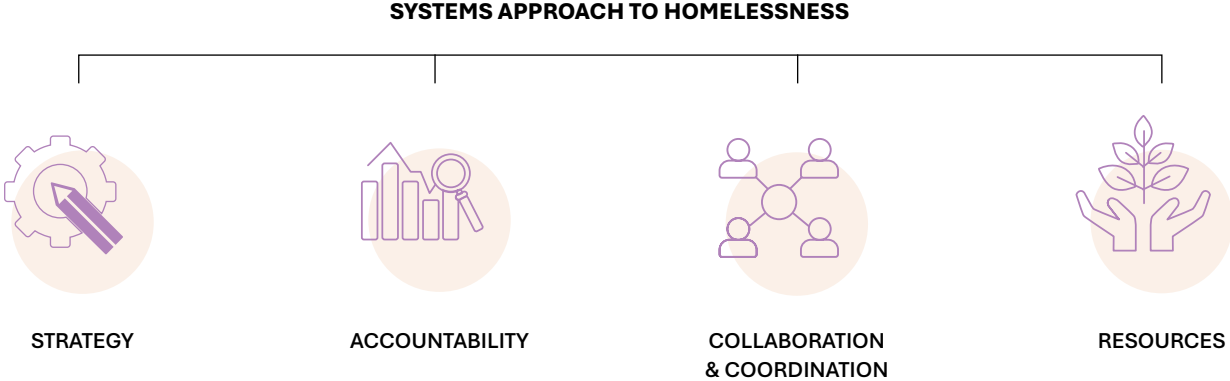 SYSTEMS APPROACH TO HOMELESSNESS
STRATEGY
ACCOUNTABILITY
COLLABORATION
& COORDINATION
RESOURCES